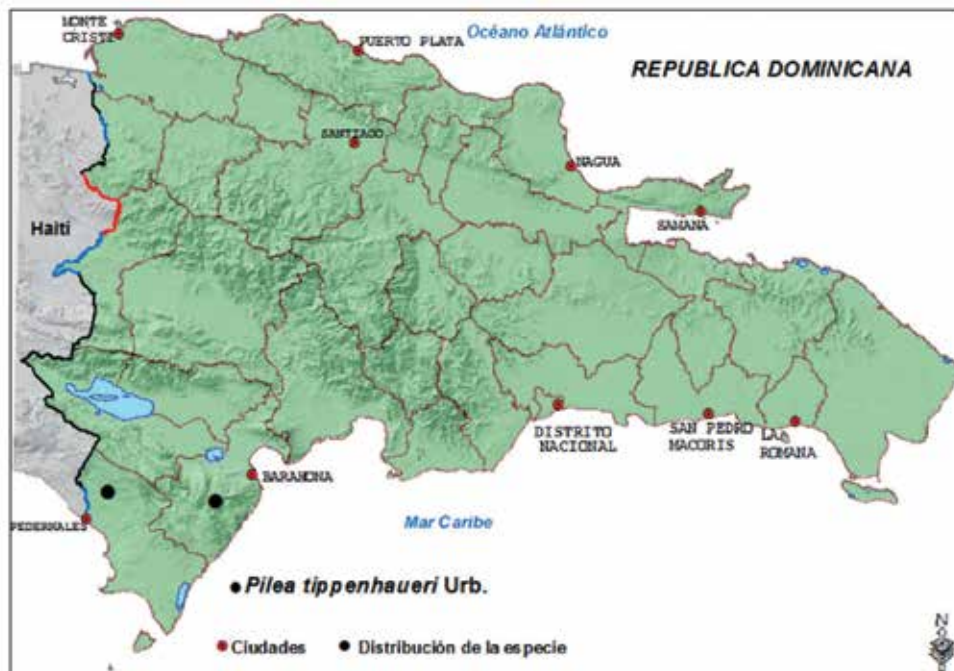 MONTE
CRISTI
PUERTO PLATA
Océano Atlántico
REPUBLICA DOMINICANA
SANTIAGO
NAGUA
SAMANA
Haití
DISTRITO
NACIONAL
SAN PEDRO
MACORIS
LA
ROMANA
BARAHONA
PEDERNALES
Mar Caribe
Pilea tippenhaueri Urb.
Ciudades
Distribución de la especie